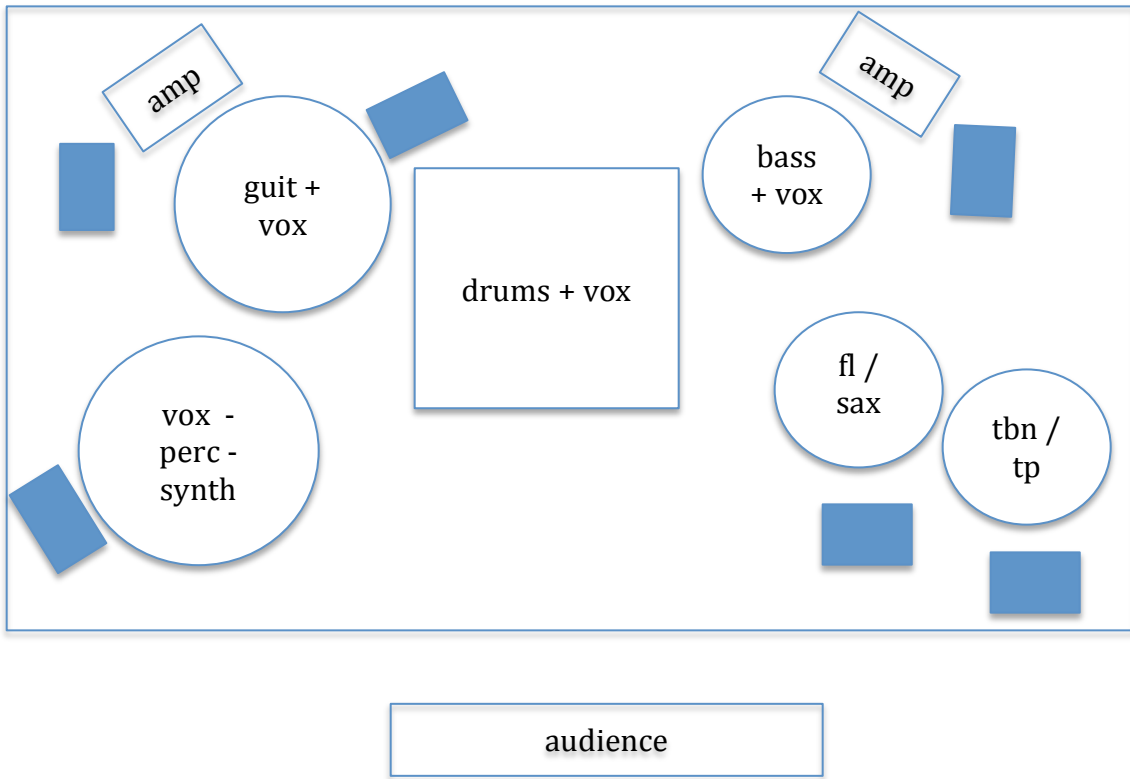 amp
amp
guit +
vox
bass
+ vox
drums + vox
fl /
sax
vox -
perc -
synth
tbn /
tp
audience